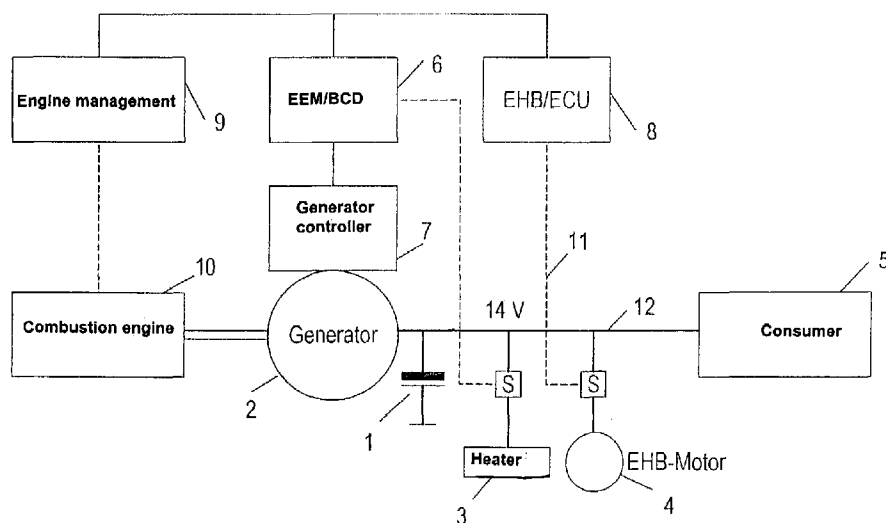 Engine management
9
EEM/BCD
6
EHB/ECU
8
Generator
controller
7
11
10
Combustion engine
Generator
2
14 V
12
5
Consumer
1
S
S
Heater
3
EHB-Motor
4